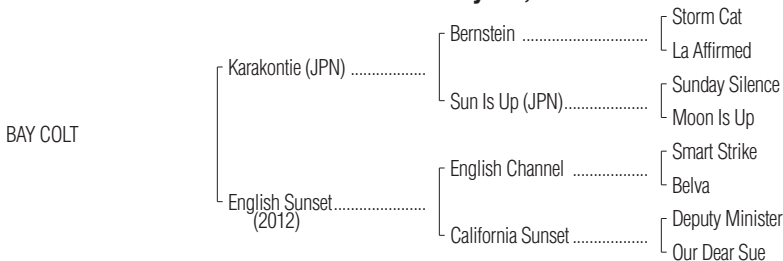 Storm Cat
Bernstein ..............................
La Affirmed
Karakontie (JPN) ..................
Sunday Silence
Sun Is Up (JPN)....................
Moon Is Up
BAY COLT
Smart Strike
English Channel ..................
Belva
English Sunset......................
(2012)
Deputy Minister
California Sunset ..................
Our Dear Sue